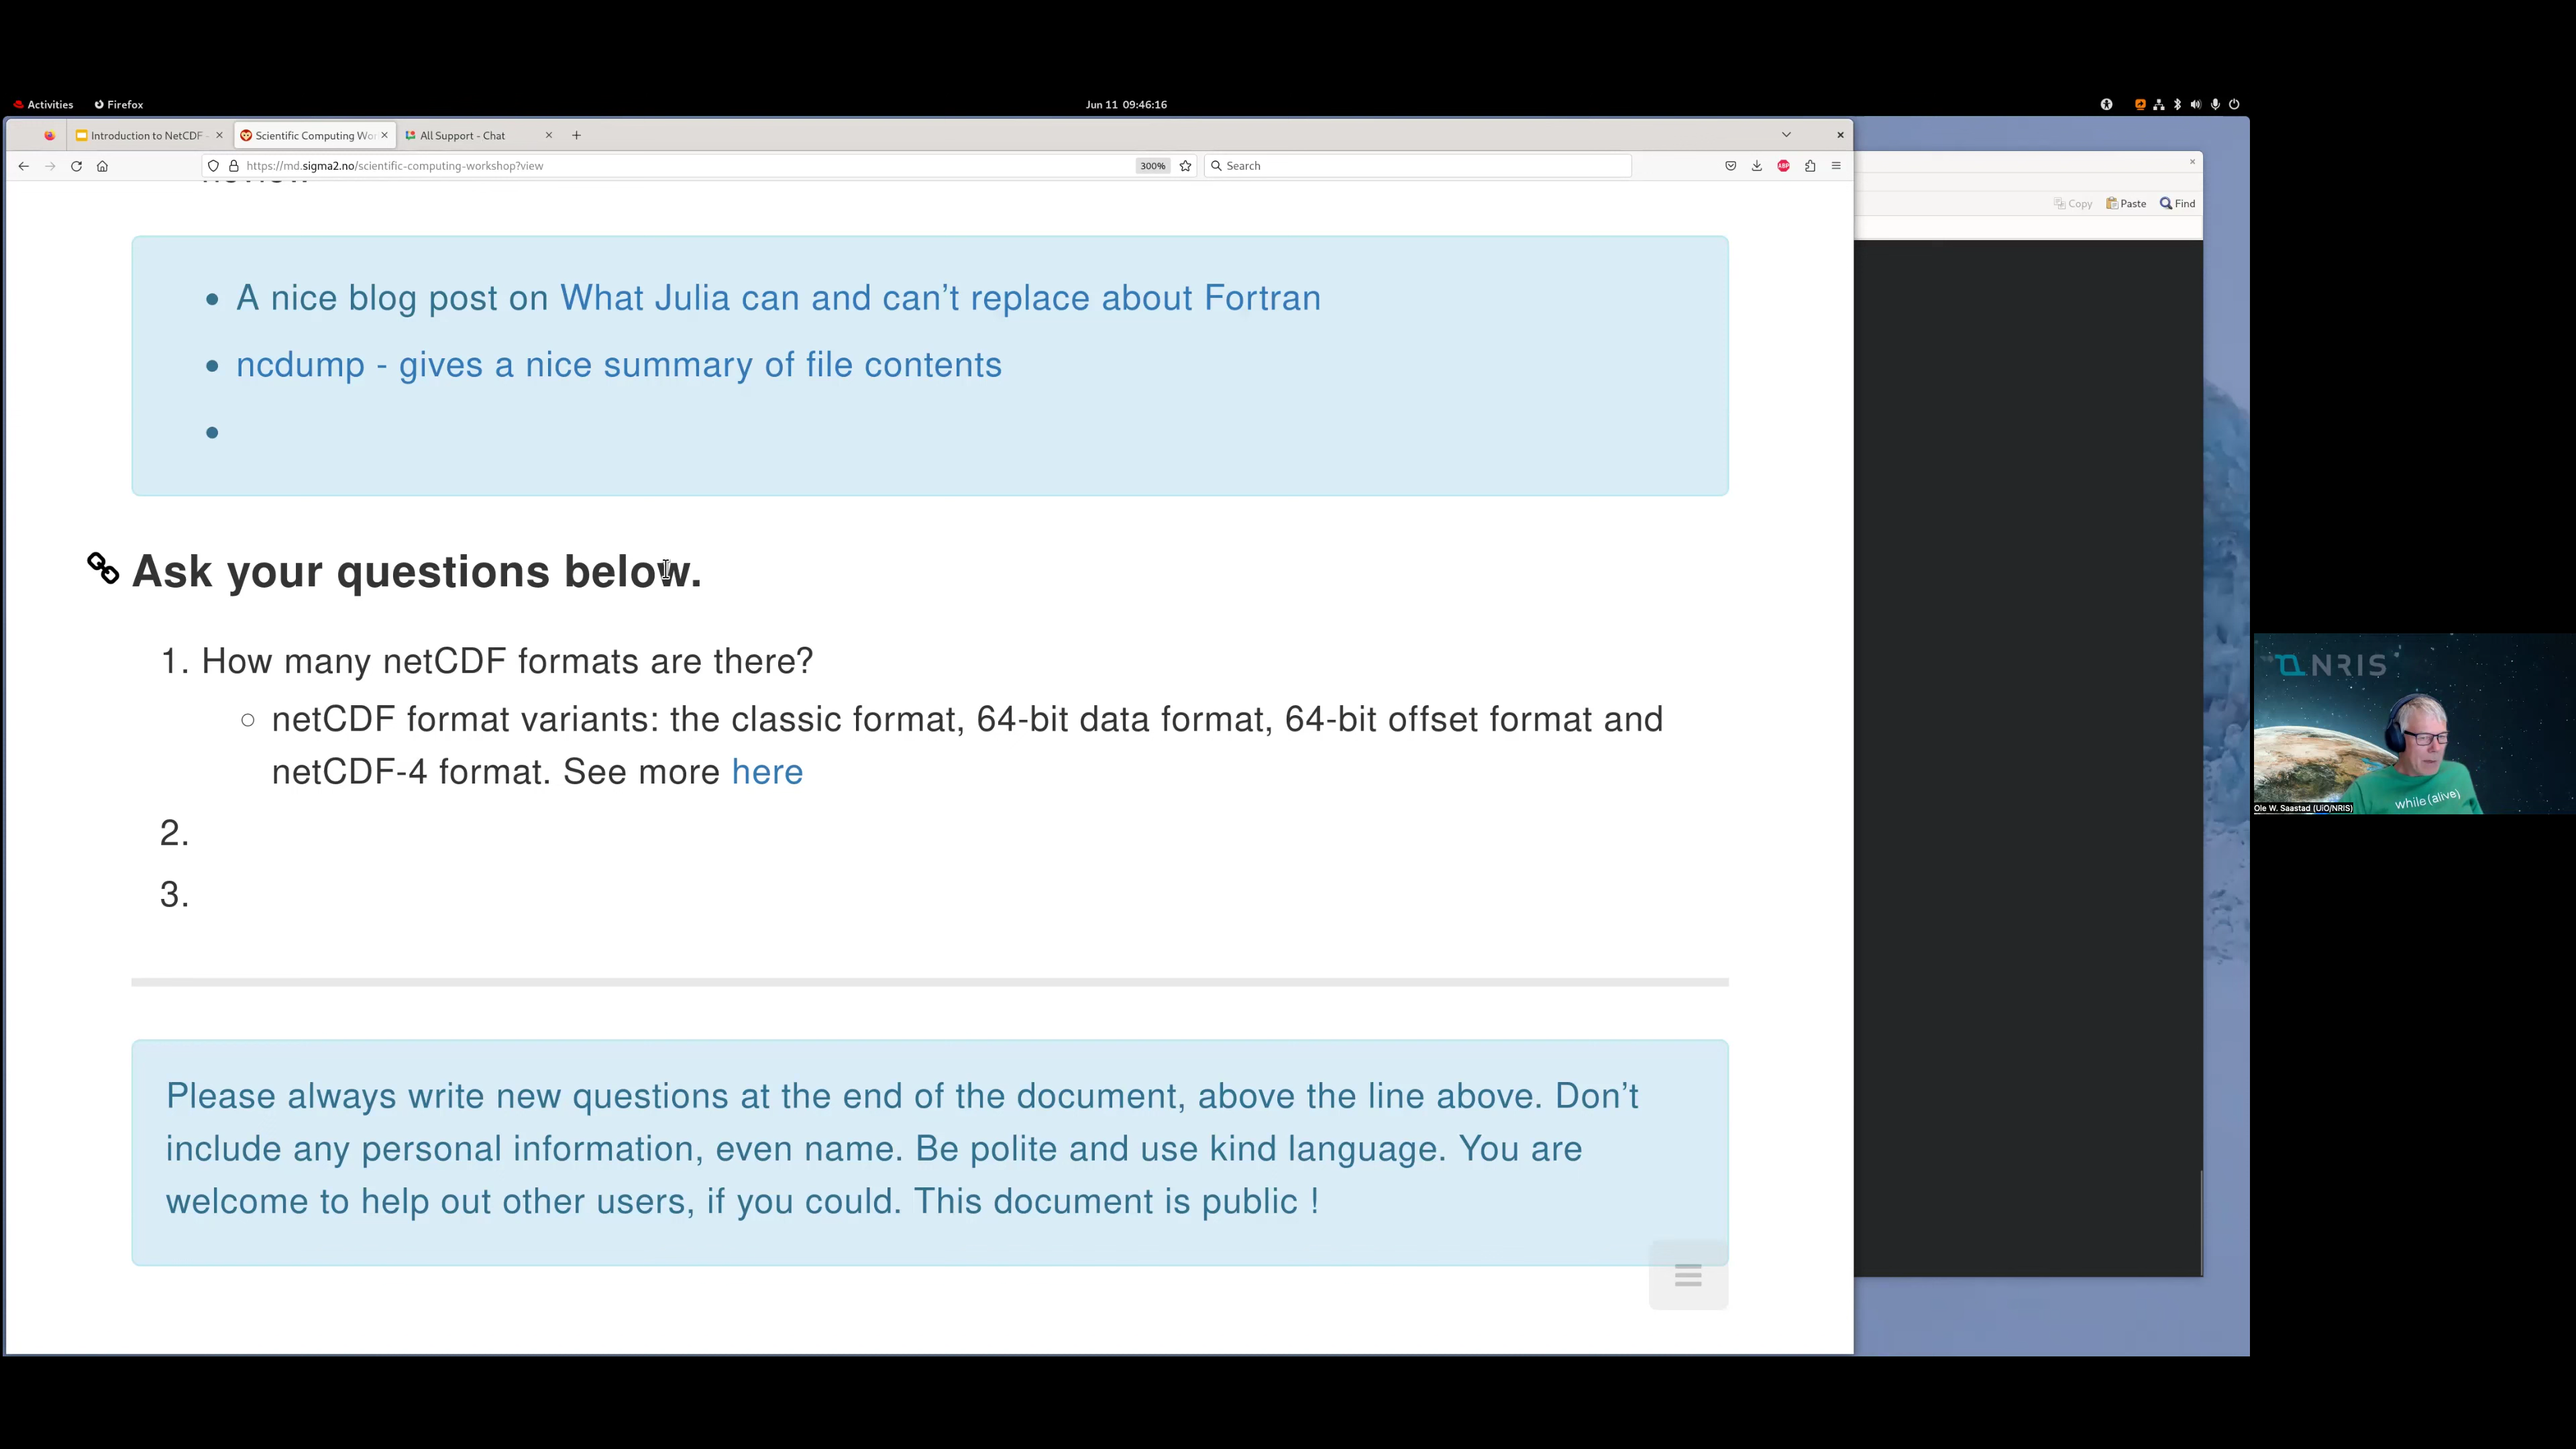 Activities Firefox
Jun 11 09:46:16
Introduction to NetCDF -
Scientific Computing Wor
All Support - Chat
https://md.sigma2.no/scientific-computing-workshop?view
300%
Search
ABP
Copy Paste Find
A nice blog post on What Julia can and can’t replace about Fortran
ncdump - gives a nice summary of file contents
Ask your questions below.
1. How many netCDF formats are there?
netCDF format variants: the classic format, 64-bit data format, 64-bit offset format and
netCDF-4 format. See more here
2.
3.
Please always write new questions at the end of the document, above the line above. Don’t
include any personal information, even name. Be polite and use kind language. You are
welcome to help out other users, if you could. This document is public !
NRIS
while(alive)
Ole W. Saastad (UiO/NRIS)